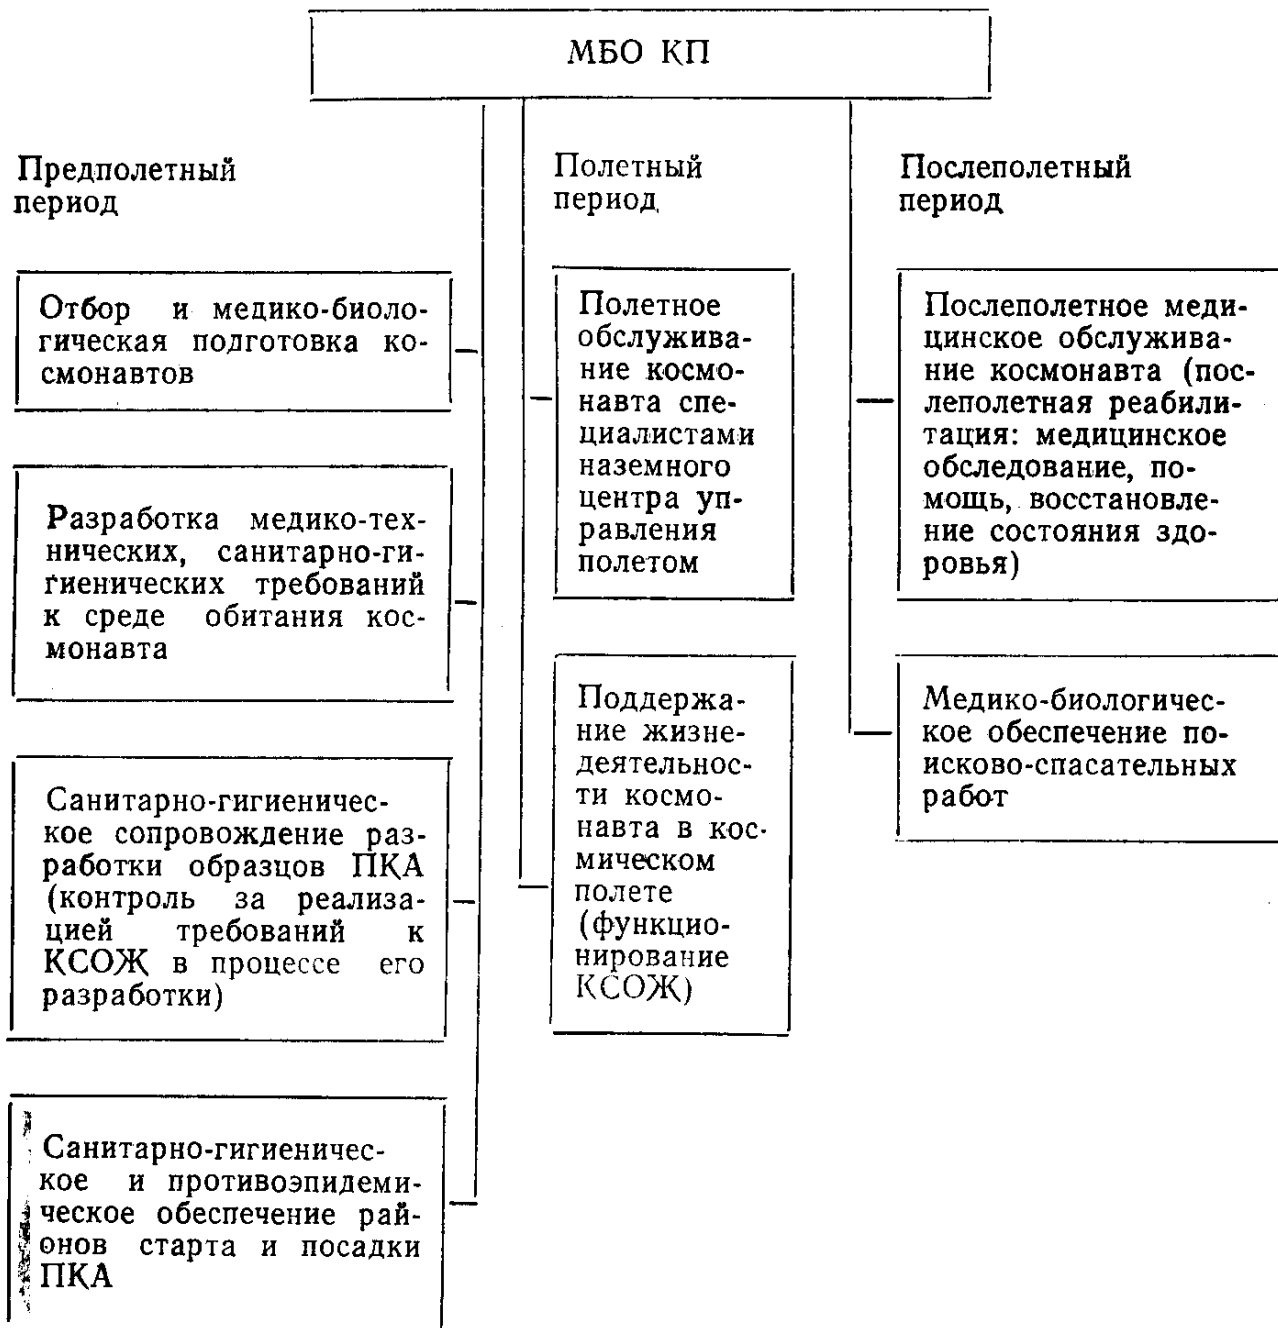 МБО КП
Предполетный
период
Отбор и медико-биоло-
гическая подготовка ко-
смонавтов
Разработка медико-тех-
нических, санитарно-ги-
гиенических требований
к среде обитания кос-
монавта
Санитарно-гигиеничес-
кое сопровождение раз-
работки образцов ПКА
(контроль за реализа-
цией требований к
КСОЖ в процессе его
разработки)
Санитарно-гигиеничес-
кое и противоэпидеми-
ческое обеспечение рай-
онов старта и посадки
ПКА
Полетный
период
Полетное
обслужива-
ние космо-
навта спе-
циалистами
наземного
центра уп-
равления
полетом
Поддержа-
ние жизне-
деятельнос-
ти космо-
навта в кос-
мическом
полете
(функцио-
нирование
КСОЖ)
Послеполетный
период
Послеполетное меди-
цинское обслужива-
ние космонавта (пос-
леполетная реабили-
тация: медицинское
обследование, по-
мощь, восстановле-
ние состояния здо-
ровья)
Медико-биологичес-
кое обеспечение по-
исково-спасательных
работ